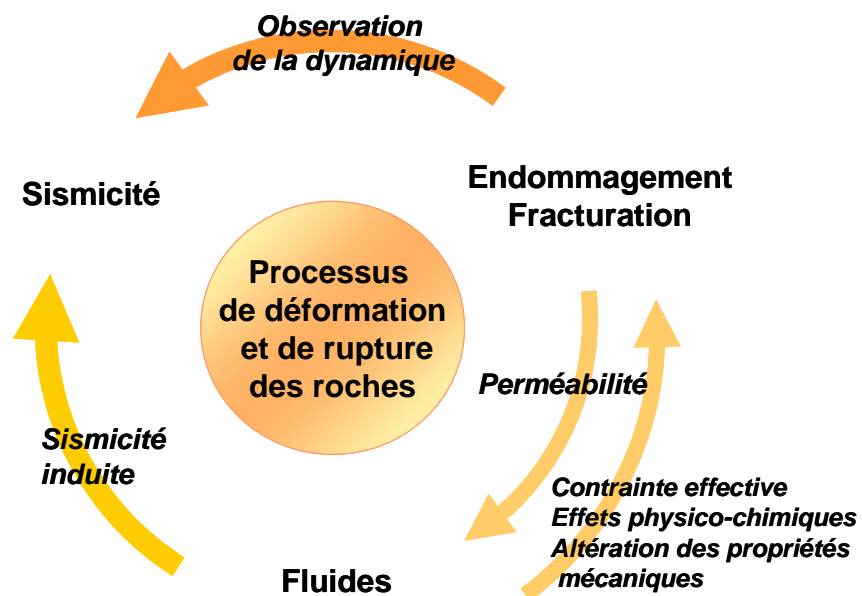 Observation
de la dynamique
Sismicité
Endommagement
Fracturation
Processus
de déformation
et de rupture
des roches
Perméabilité
Sismicité
induite
Contrainte effective
Effets physico-chimiques
Altération des propriétés
mécaniques
Fluides